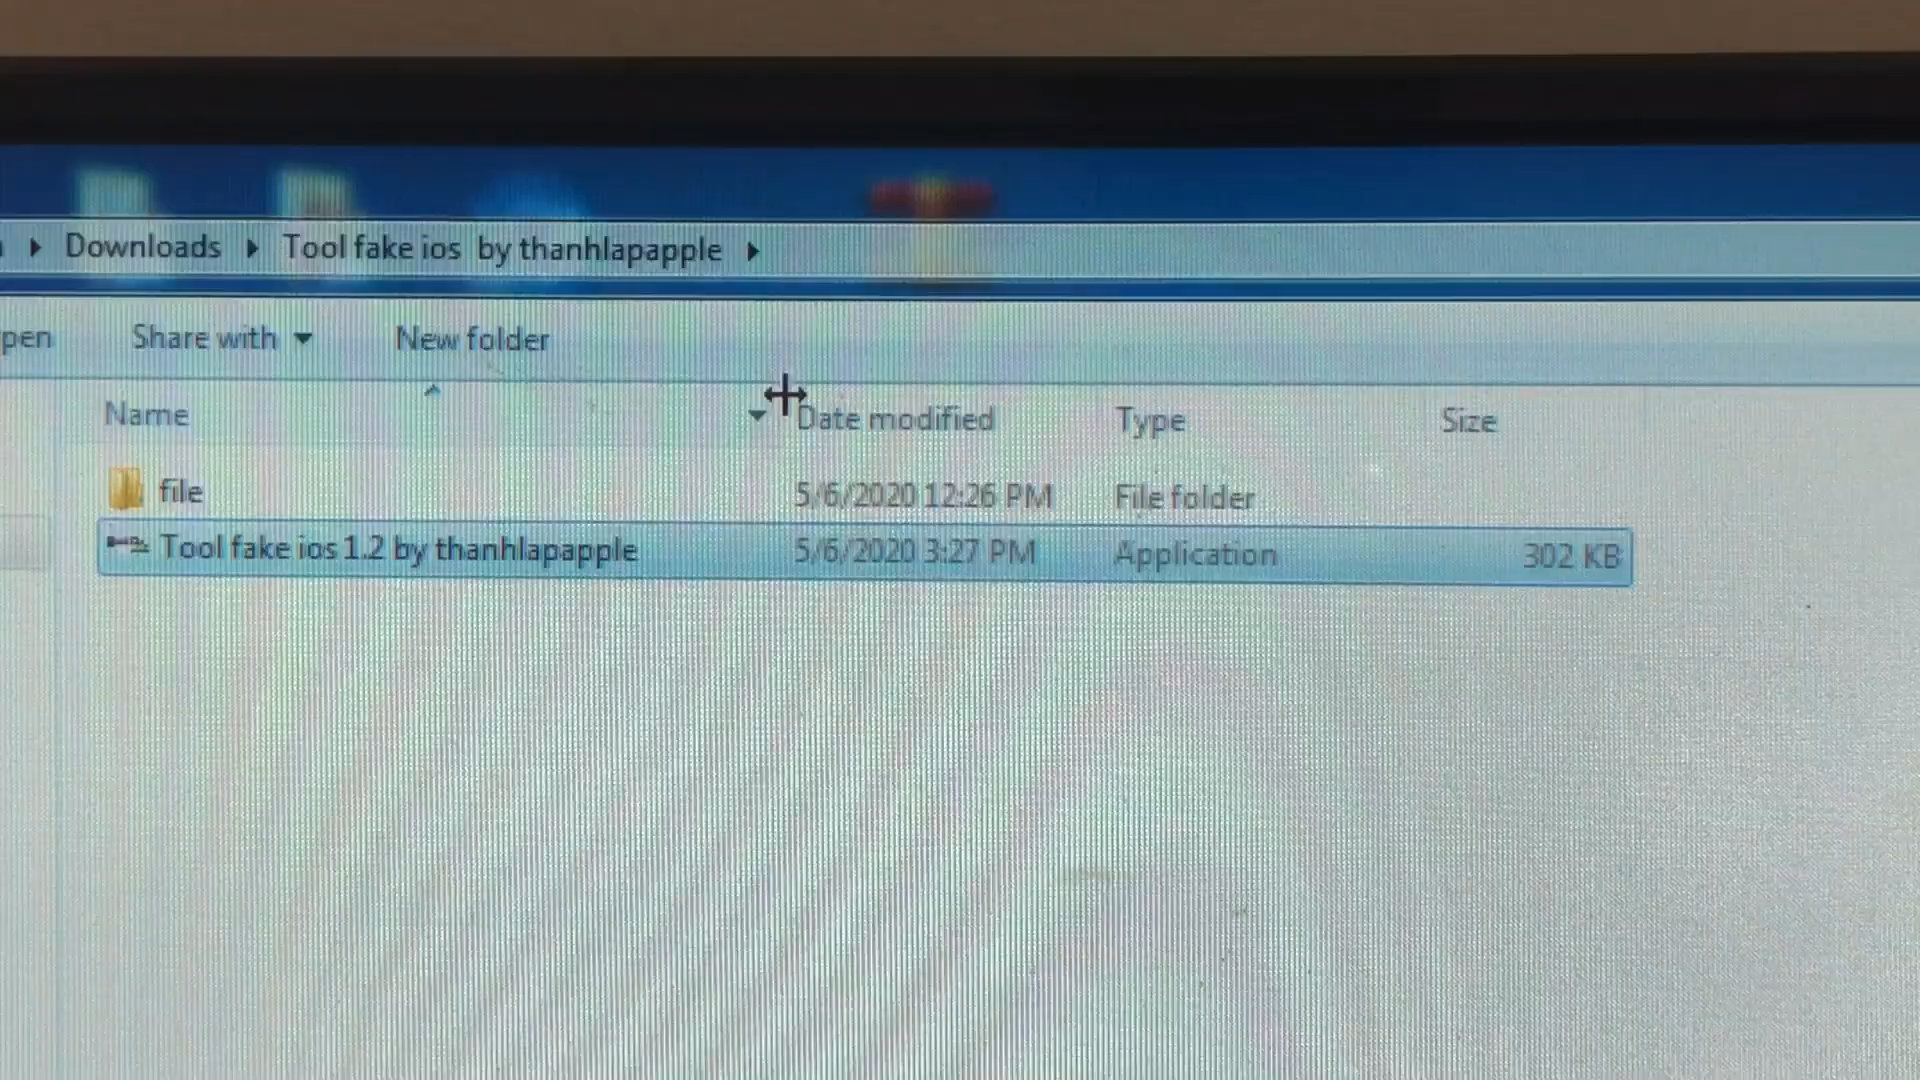 Downloads Tool fake ios by thanhlapapple
pen Share with New folder
Name Date modified Type Size
file 5/6/2020 12:26 PM File folder
Tool fake ios 1.2 by thanhlapapple 5/6/2020 3:27 PM Application 302 KB